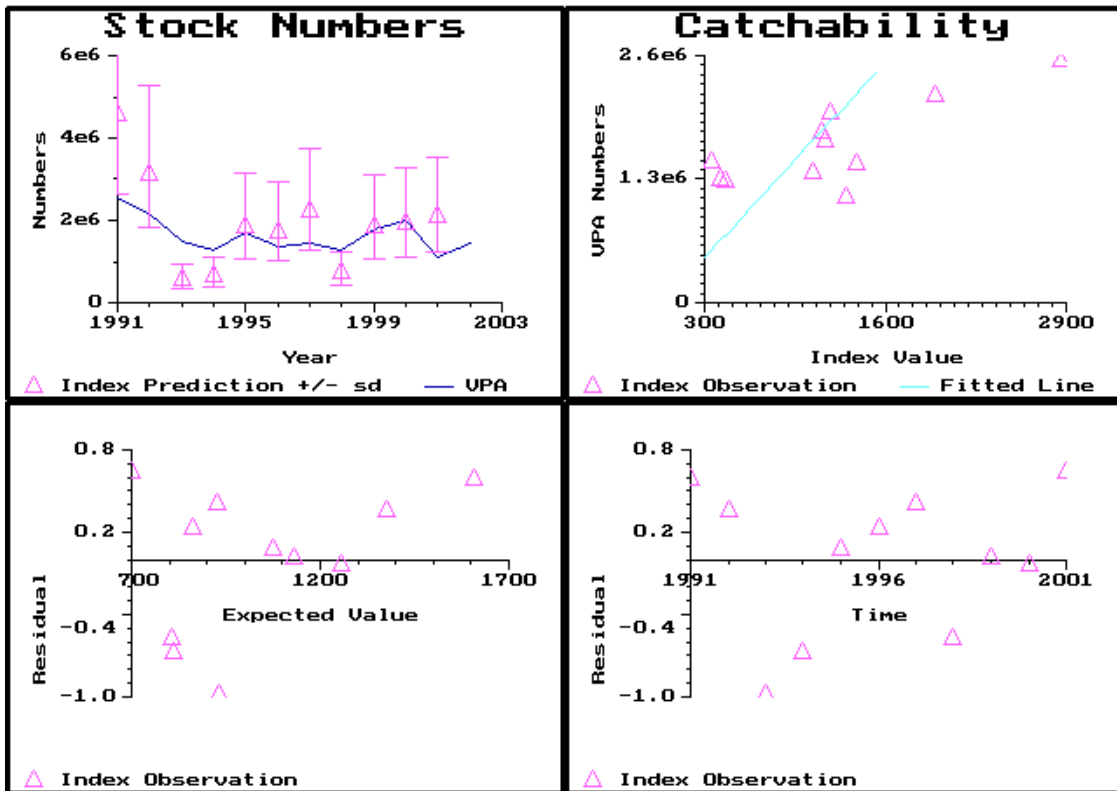 Stock Numbers
6e6
4e6
2e6
0
Numbers
1991 1995 1999 2003
Year
Index Prediction +/- sd VPA
Catchability
2.6e6
1.3e6
0
VPA Numbers
300 1600 2900
Index Value
Index Observation Fitted Line
0.8
0.2
-0.4
-1.0
Residual
700 1200 1700
Expected Value
Index Observation
0.8
0.2
-0.4
-1.0
Residual
1991 1996 2001
Time
Index Observation